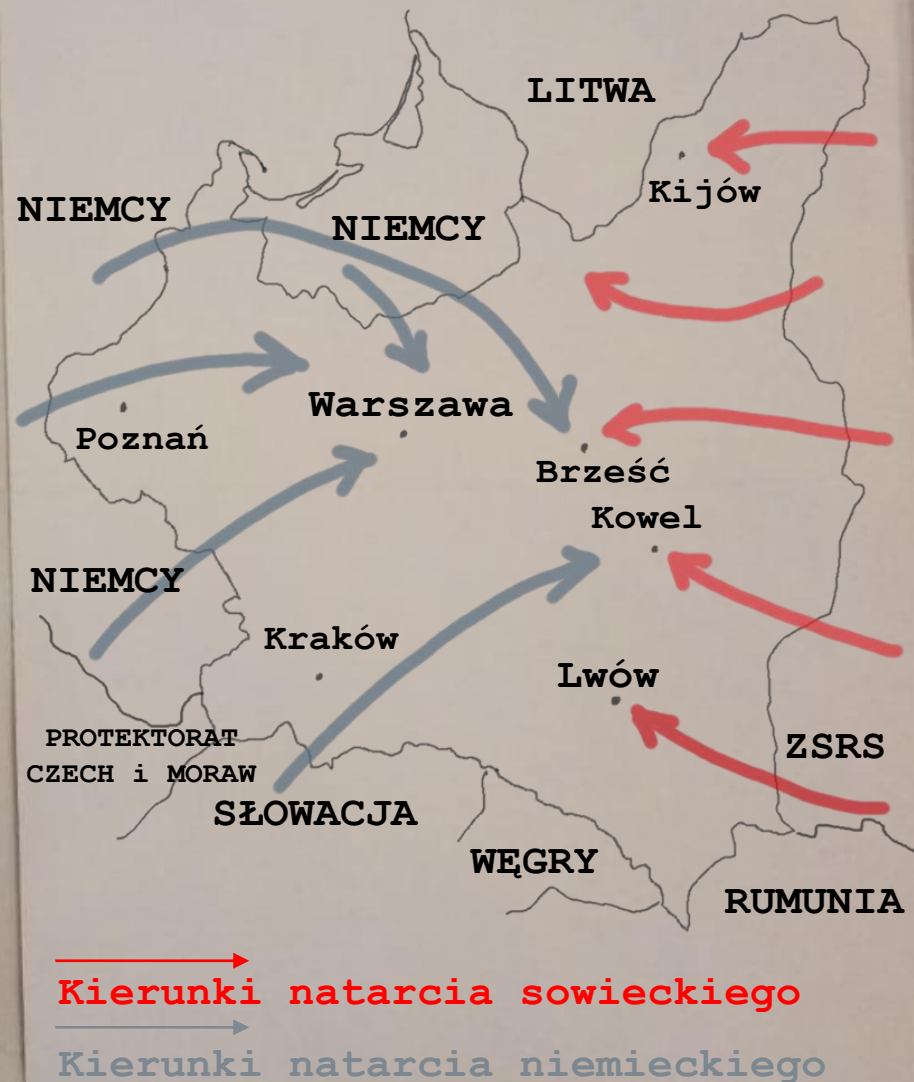 LITWA
Kijów
NIEMCY
NIEMCY
Warszawa
Poznań
Brześć
Kowel
NIEMCY
Kraków
Lwów
PROTEKTORAT
CZECH i MORAW
ZSRS
SŁOWACJA
WĘGRY
RUMUNIA
Kierunki natarcia sowieckiego
Kierunki natarcia niemieckiego